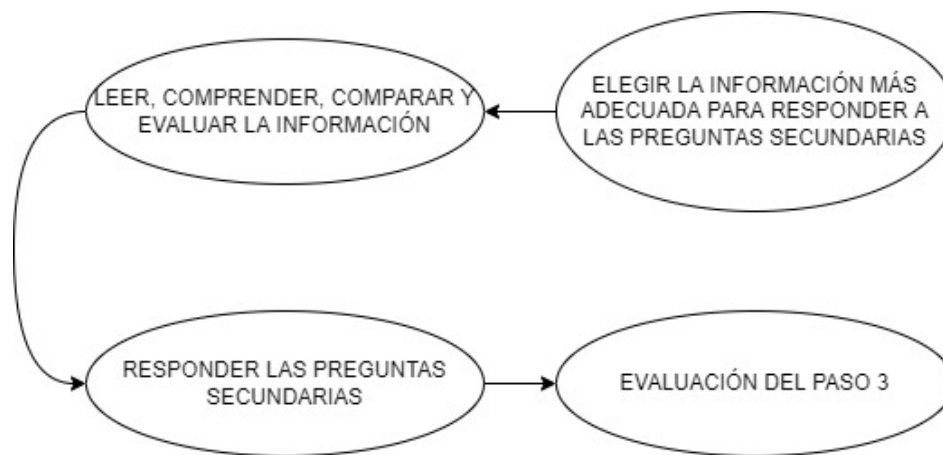 LEER, COMPRENDER, COMPARAR Y
EVALUAR LA INFORMACIÓN
ELEGIR LA INFORMACIÓN MÁS
ADECUADA PARA RESPONDER A
LAS PREGUNTAS SECUNDARIAS
RESPONDER LAS PREGUNTAS
SECUNDARIAS
EVALUACIÓN DEL PASO 3